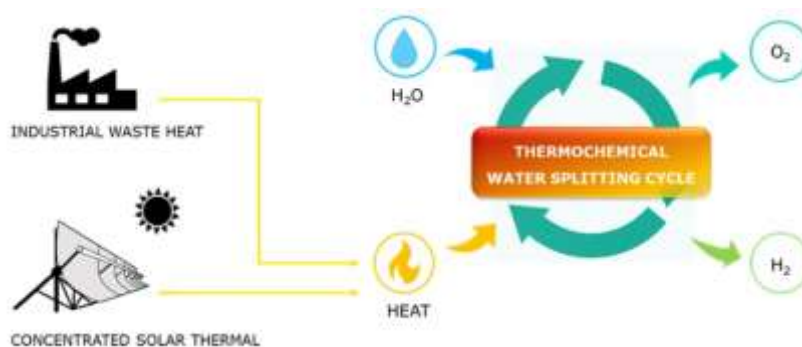 INDUSTRIAL WASTE HEAT
CONCENTRATED SOLAR THERMAL
H₂O
HEAT
THERMOCHEMICAL
WATER SPLITTING CYCLE
O₂
H₂